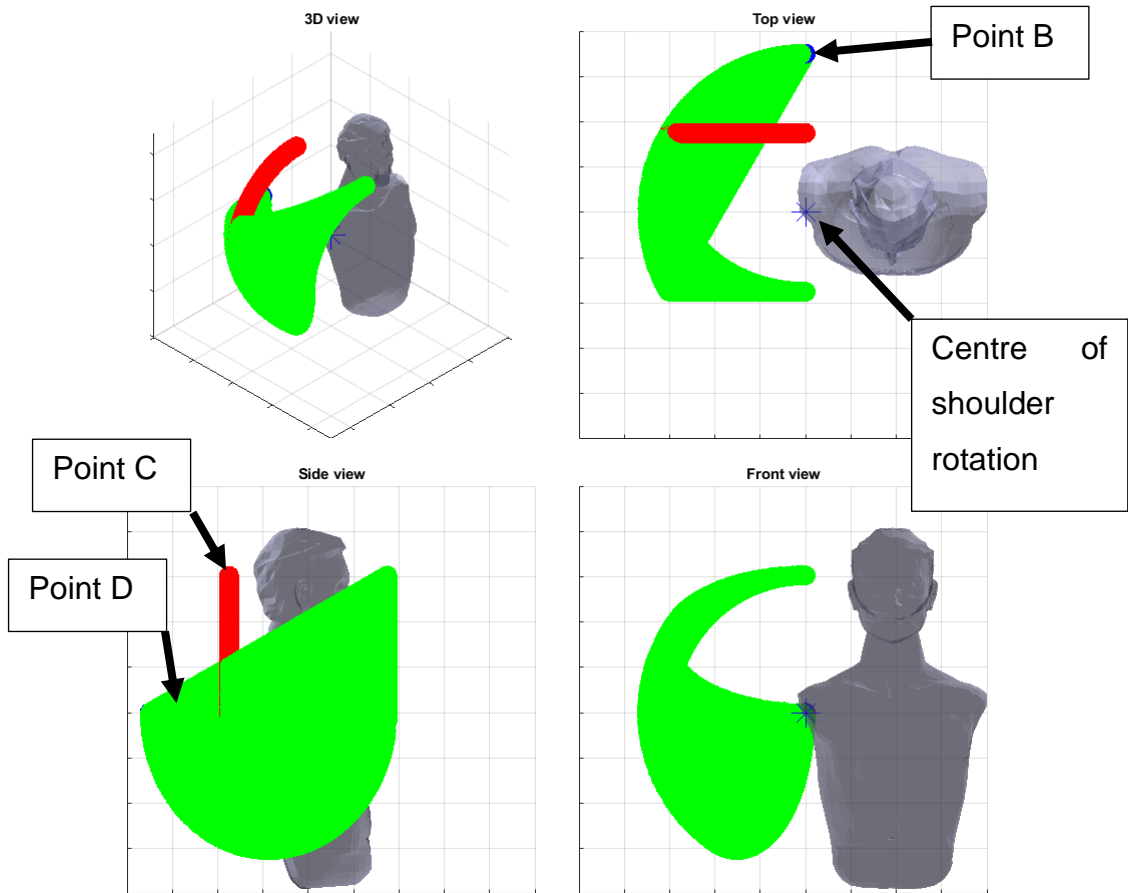 3D view
Top view
Point B
Centre of
shoulder
rotation
Point C
Side view
Front view
Point D